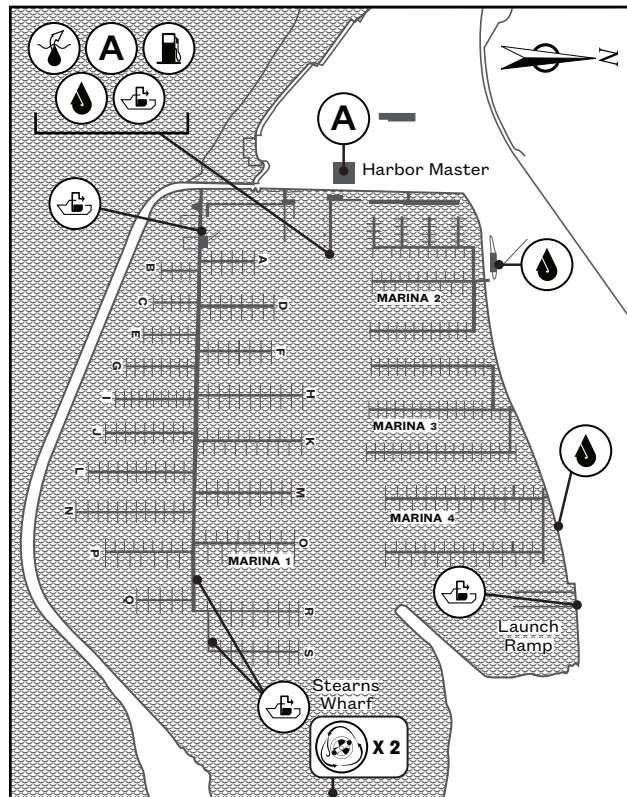 A
N
A
Harbor Master
A
B
C
D
E
F
G
H
I
J
K
L
M
N
O
P
Q
R
S
MARINA 2
MARINA 3
MARINA 4
MARINA 1
Launch
Ramp
Stearns
Wharf
X 2